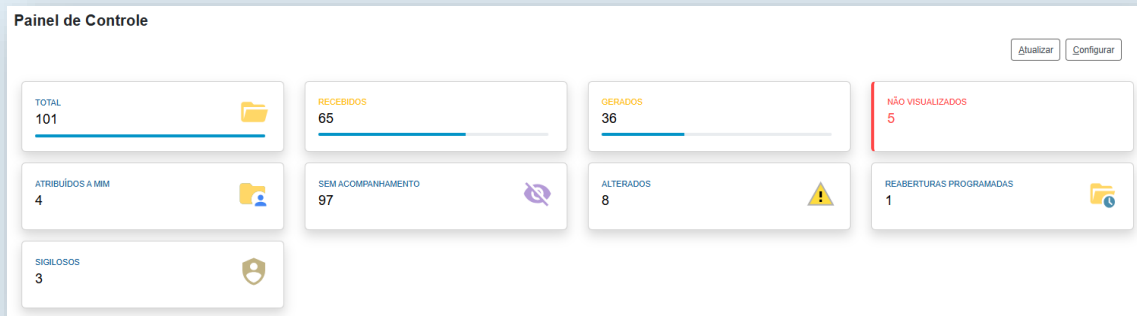 Painel de Controle
Atualizar Configurar
TOTAL
101
RECEBIDOS
65
GERADOS
36
NÃO VISUALIZADOS
5
ATRIBUÍDOS A MIM
4
SEM ACOMPANHAMENTO
97
ALTERADOS
8
REABERTURAS PROGRAMADAS
1
SIGILOSOS
3